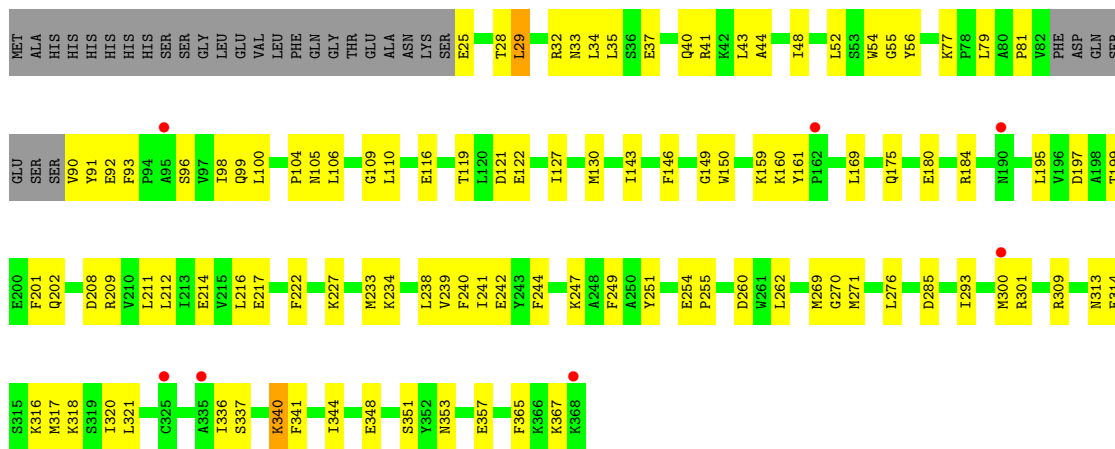 MET ALA HIS HIS HIS HIS HIS HIS SER SER GLY LEU GLU VAL LEU PHE GLN GLY THR GLU ALA ASN LYS SER E25 T28 L29 R32 N33 L34 L35 S36 E37 Q40 R41 K42 L43 A44 I48 L52 S53 W54 G55 Y56 K77 P78 L79 A80 P81 V82 PHE ASP GLN SER
GLU SER SER V90 Y91 E92 F93 P94 A95 S96 V97 I98 Q99 L100 P104 N105 L106 G109 L110 E116 T119 L120 D121 E122 I127 M130 I143 F146 G149 W150 K159 K160 Y161 P162 L169 Q175 E180 R184 N190 L195 V196 D197 A198 T199
E200 F201 Q202 D208 R209 V210 L211 L212 I213 E214 V215 L216 E217 F222 K227 M233 K234 L238 V239 F240 I241 E242 Y243 F244 K247 A248 F249 A250 Y251 E254 P255 D260 W261 L262 M269 G270 M271 L276 D285 I293 M300 R301 R309 N313 E314
S315 K316 M317 K318 S319 I320 L321 C325 A335 I336 S337 K340 F341 I344 E348 S351 Y352 N353 E357 F365 K366 K367 K368